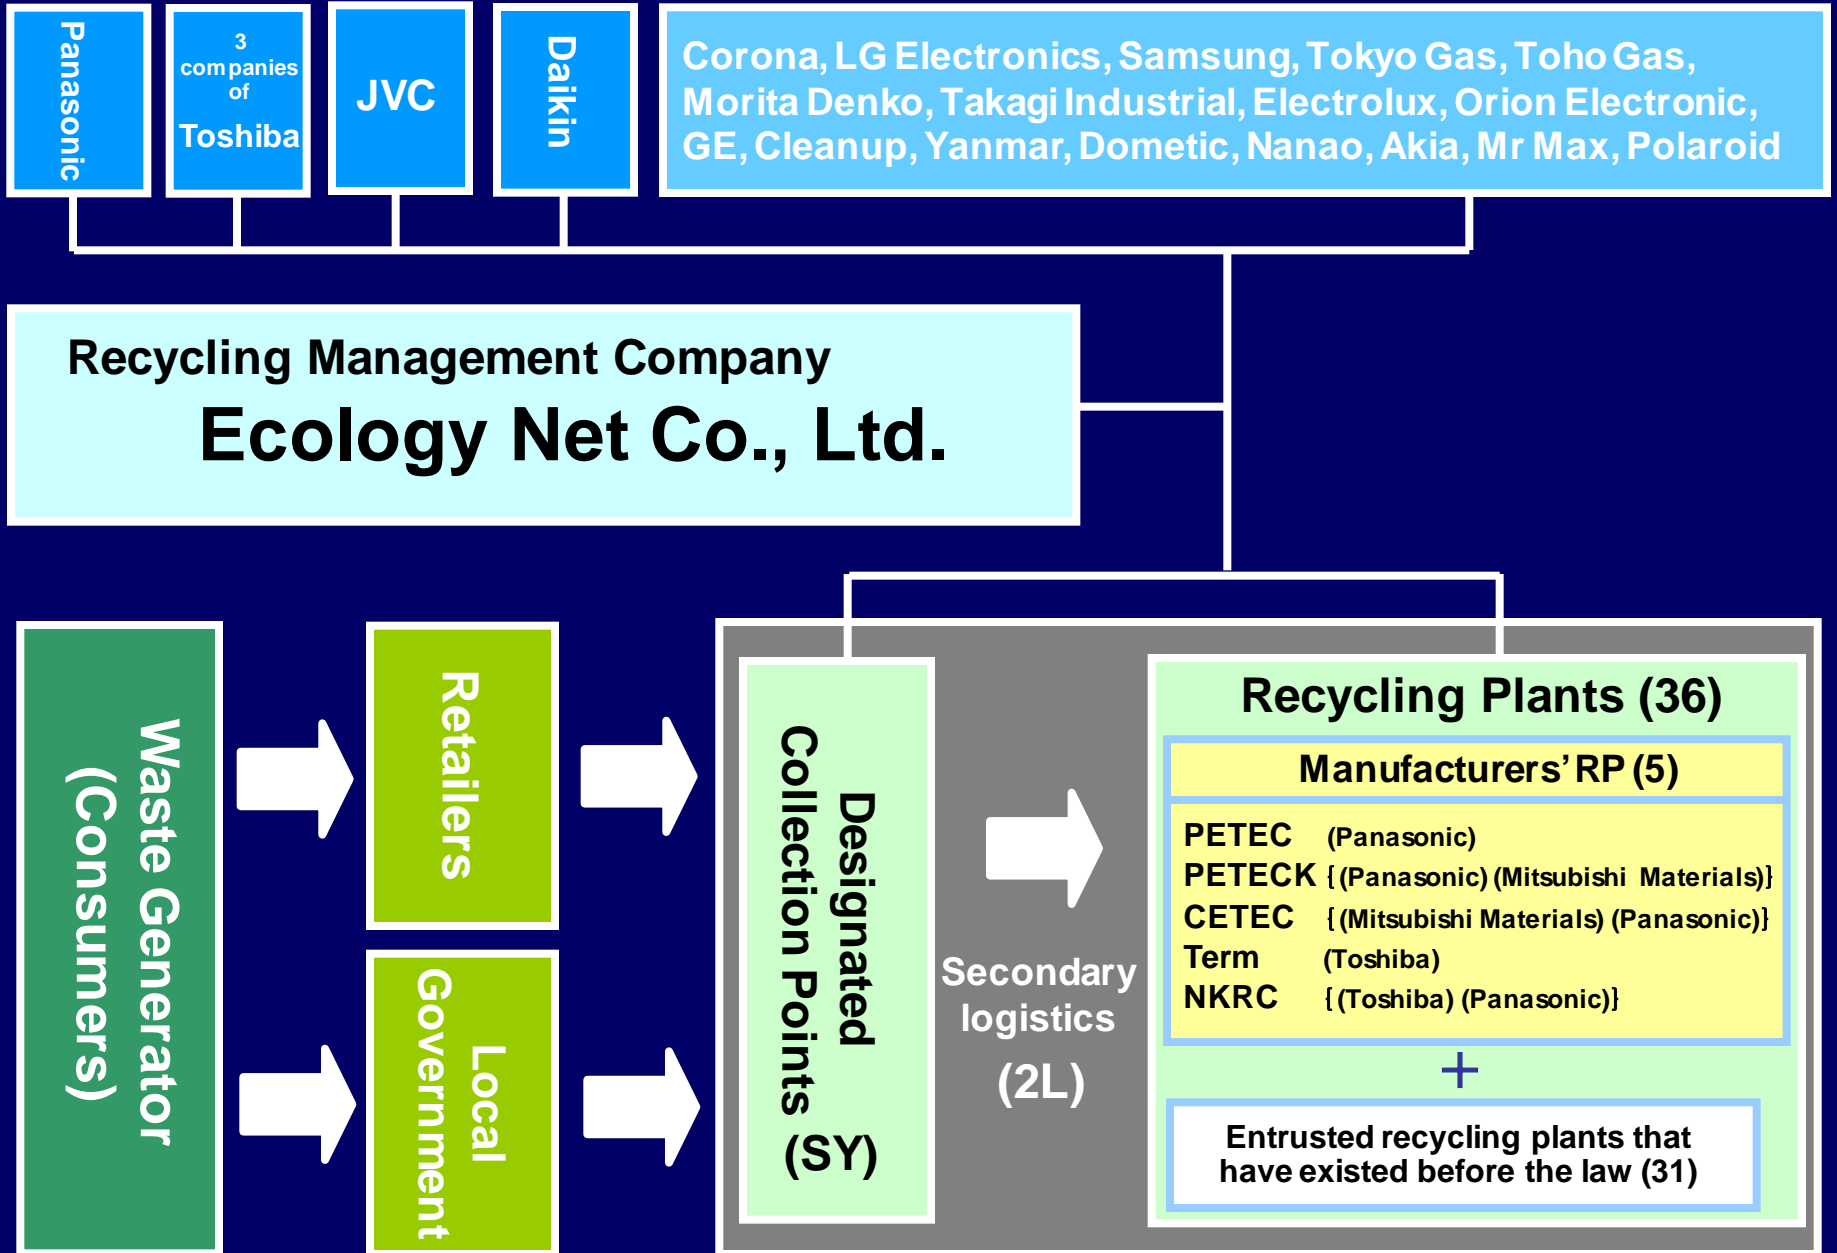 Panasonic
3
companies
of
Toshiba
JVC
Daikin
Corona, LG Electronics, Samsung, Tokyo Gas, Toho Gas,
Morita Denko, Takagi Industrial, Electrolux, Orion Electronic,
GE, Cleanup, Yanmar, Dometic, Nanao, Akia, Mr Max, Polaroid
Recycling Management Company
Ecology Net Co., Ltd.
Waste Generator
(Consumers)
Retailers
Local
Government
Designated
Collection Points
(SY)
Secondary
logistics
(2L)
Recycling Plants (36)
Manufacturers’ RP (5)
PETEC (Panasonic)
PETECK {(Panasonic) (Mitsubishi Materials)}
CETEC {(Mitsubishi Materials) (Panasonic)}
Term (Toshiba)
NKRC {(Toshiba) (Panasonic)}
+
Entrusted recycling plants that
have existed before the law (31)